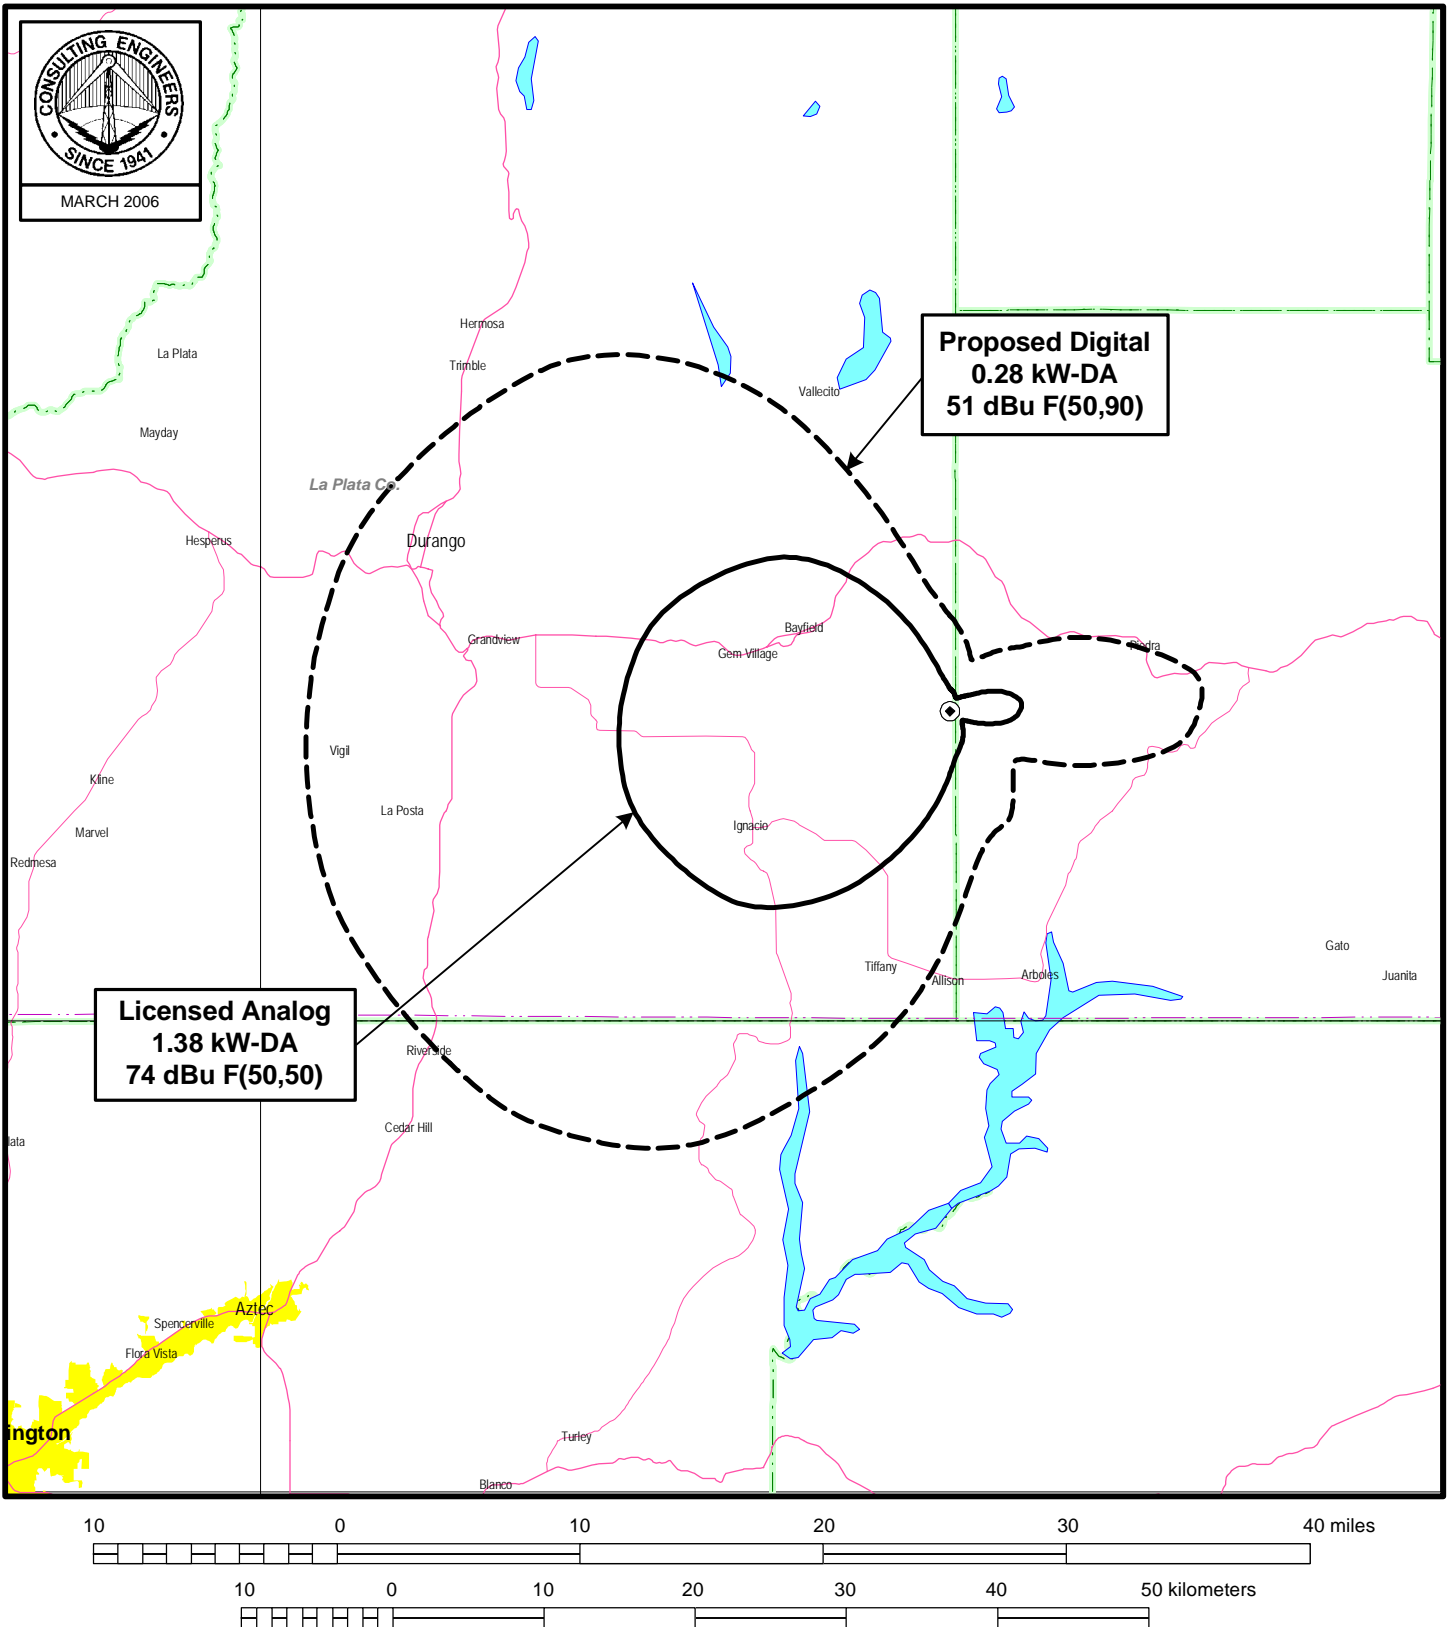 CONSULTING ENGINEERS
SINCE 1941
MARCH 2006
Hermosa
La Plata
Trimble
Proposed Digital
0.28 kW-DA
51 dBu F(50,90)
Vallecito
Mayday
La Plata Co.
Hesperus
Durango
Bayfield
Grandview
Gem Village
Piedra
Vigil
Kline
La Posta
Marvel
Ignacio
Redmesa
Gato
Tiffany
Allison
Arboles
Juanita
Licensed Analog
1.38 kW-DA
74 dBu F(50,50)
Riverside
Cedar Hill
lata
Aztec
Spencerville
Flora Vista
ington
Turley
Blanco
10 0 10 20 30 40 miles
10 0 10 20 30 40 50 kilometers